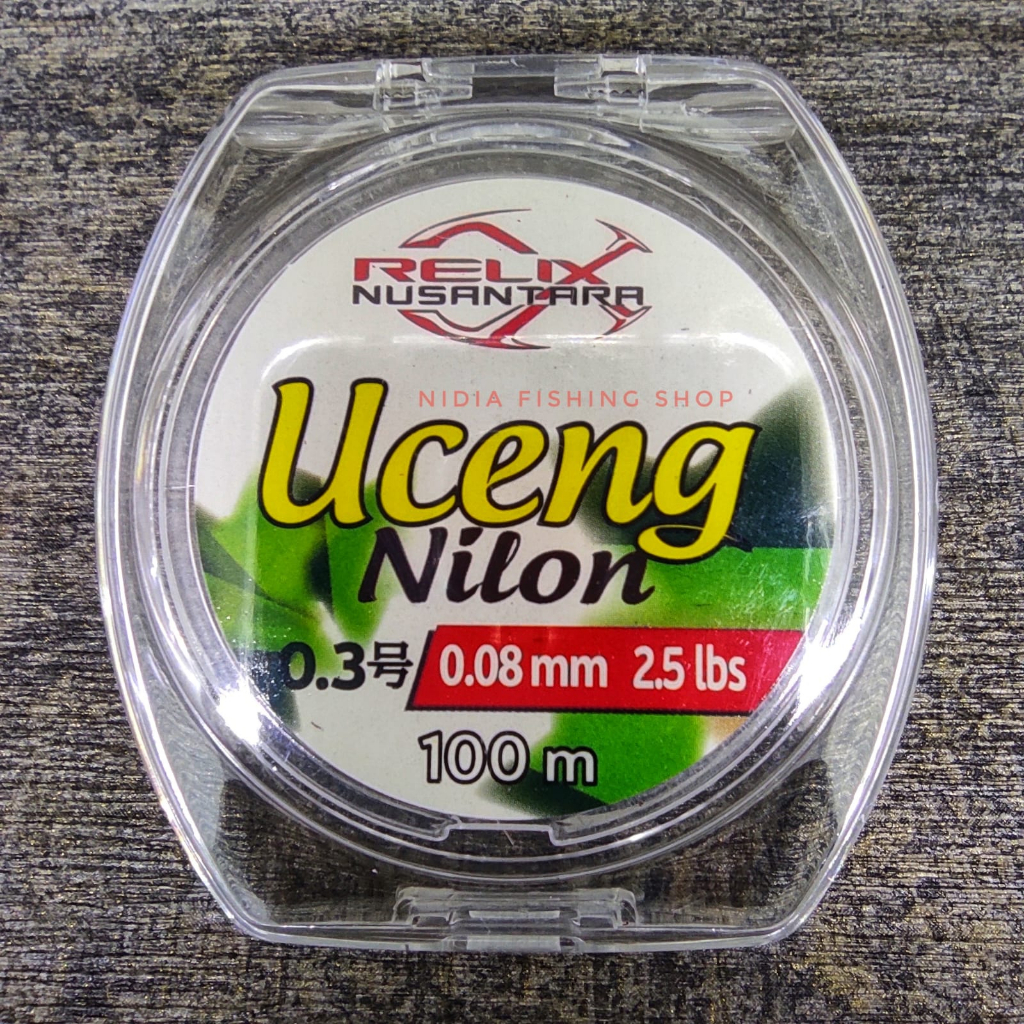 RELIX
NUSANTARA
NIDIA FISHING SHOP
Uceng
Nilon
0.3号 0.08 mm 2.5 lbs
100 m